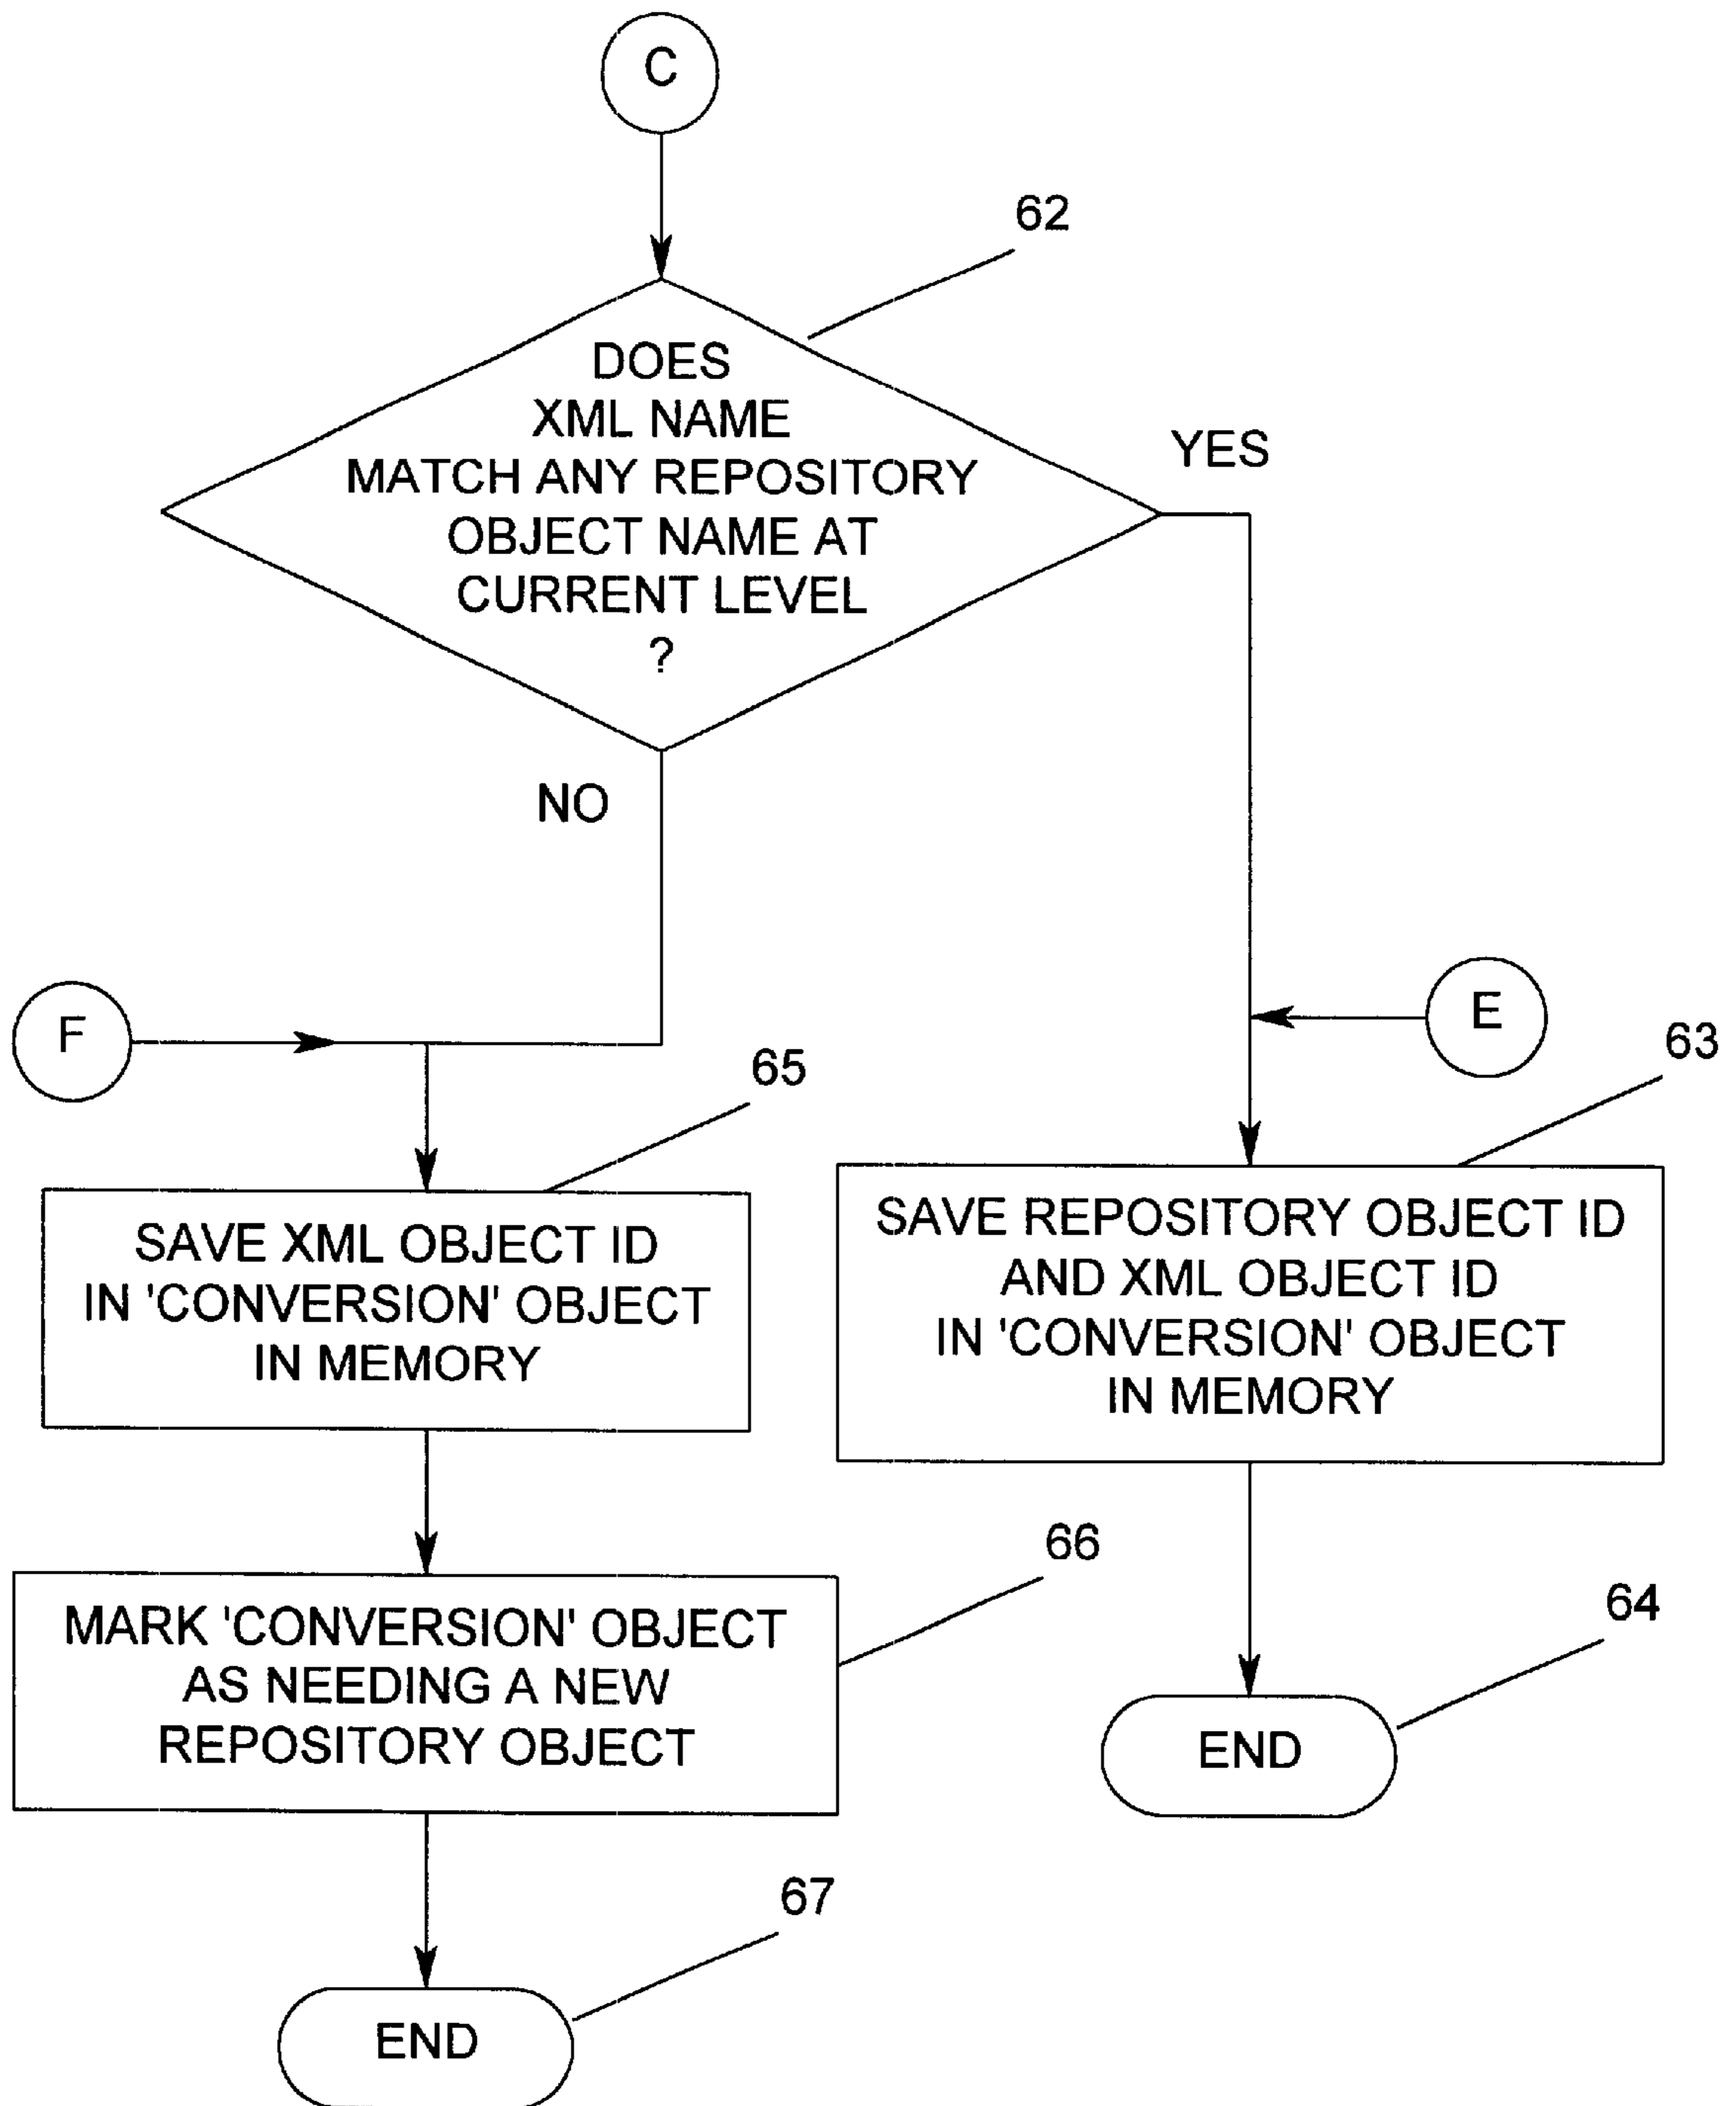 C
62
DOES
XML NAME
MATCH ANY REPOSITORY
OBJECT NAME AT
CURRENT LEVEL
?
YES
NO
F
E
65
63
SAVE XML OBJECT ID
IN 'CONVERSION' OBJECT
IN MEMORY
SAVE REPOSITORY OBJECT ID
AND XML OBJECT ID
IN 'CONVERSION' OBJECT
IN MEMORY
66
MARK 'CONVERSION' OBJECT
AS NEEDING A NEW
REPOSITORY OBJECT
64
END
67
END